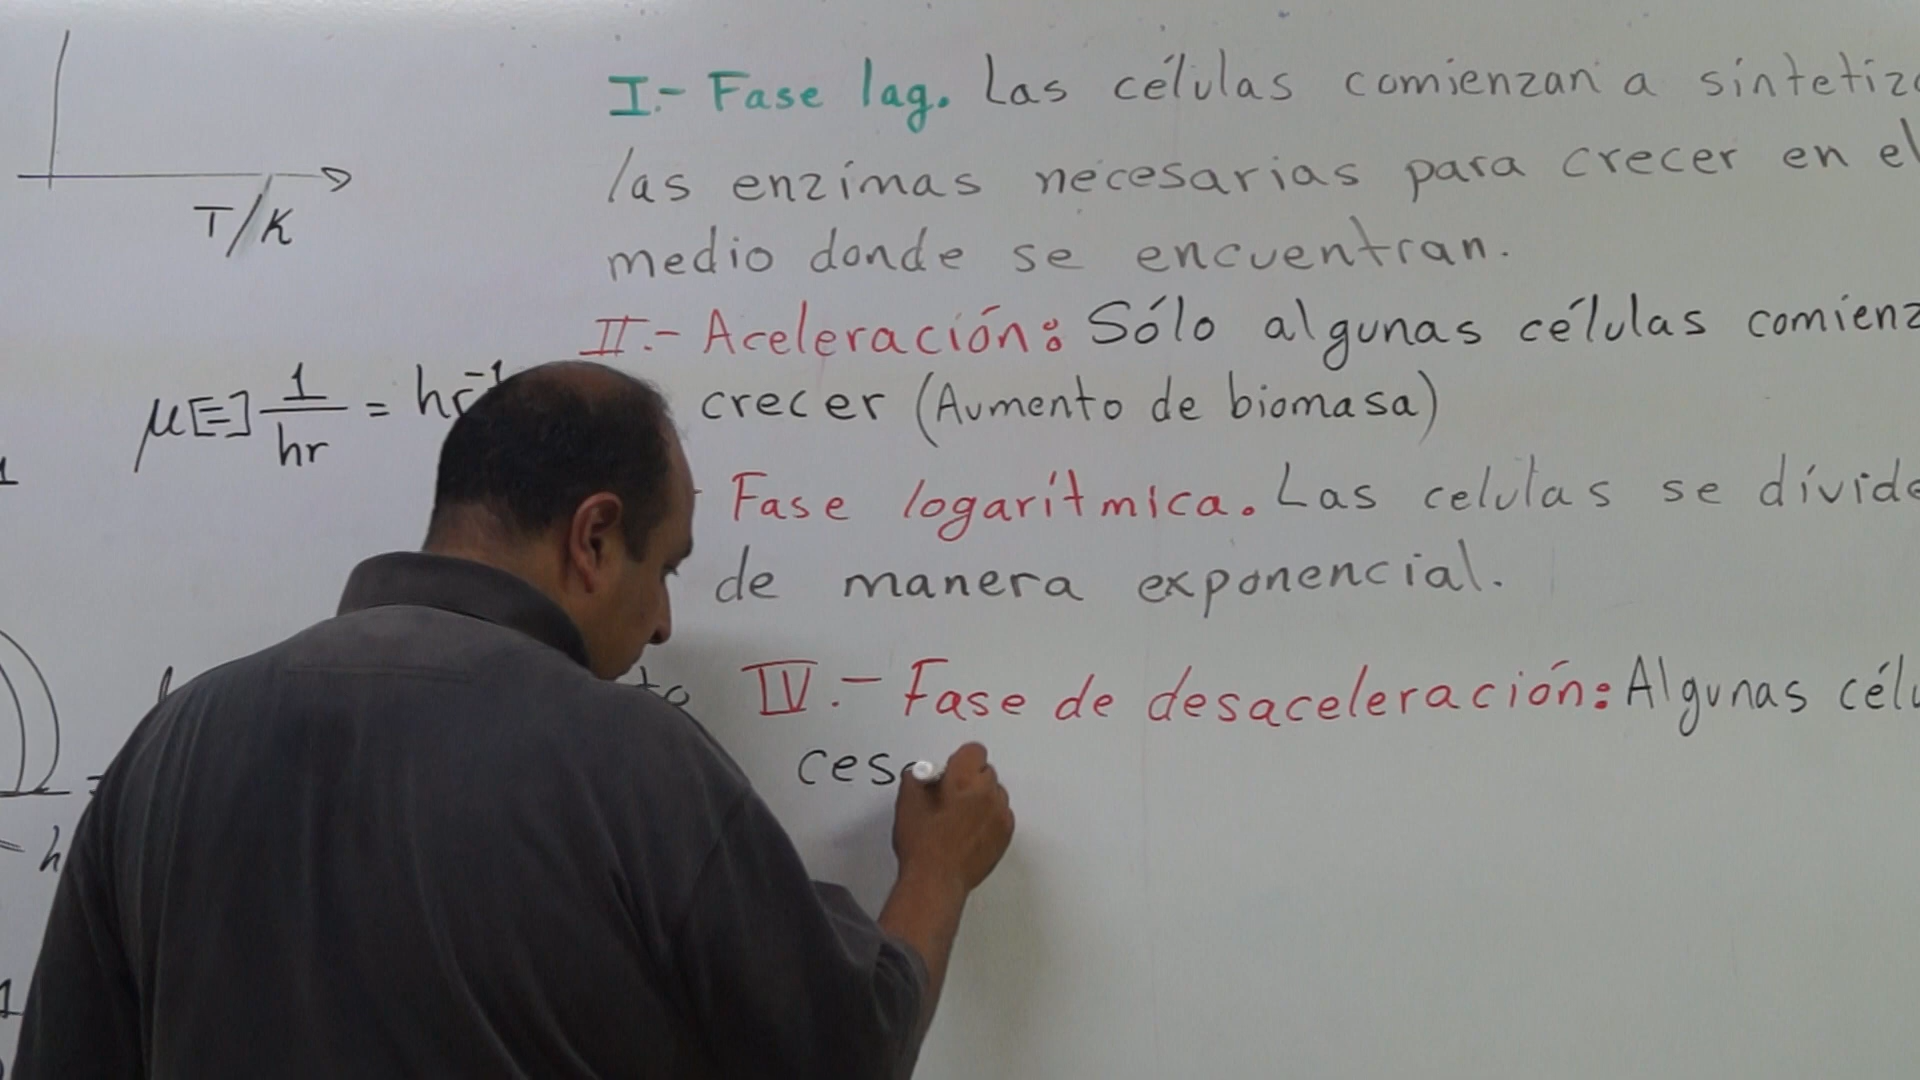 I.- Fase lag. Las células comienzan a sintetiz
las enzimas necesarias para crecer en el
medio donde se encuentran.
II.- Aceleración: Sólo algunas células comienz
crecer (Aumento de biomasa)
Fase logarítmica. Las celulas se divide
de manera exponencial.
IV.- Fase de desaceleración: Algunas célu
cesa
T/K
μ[=] 1/hr = hr-1